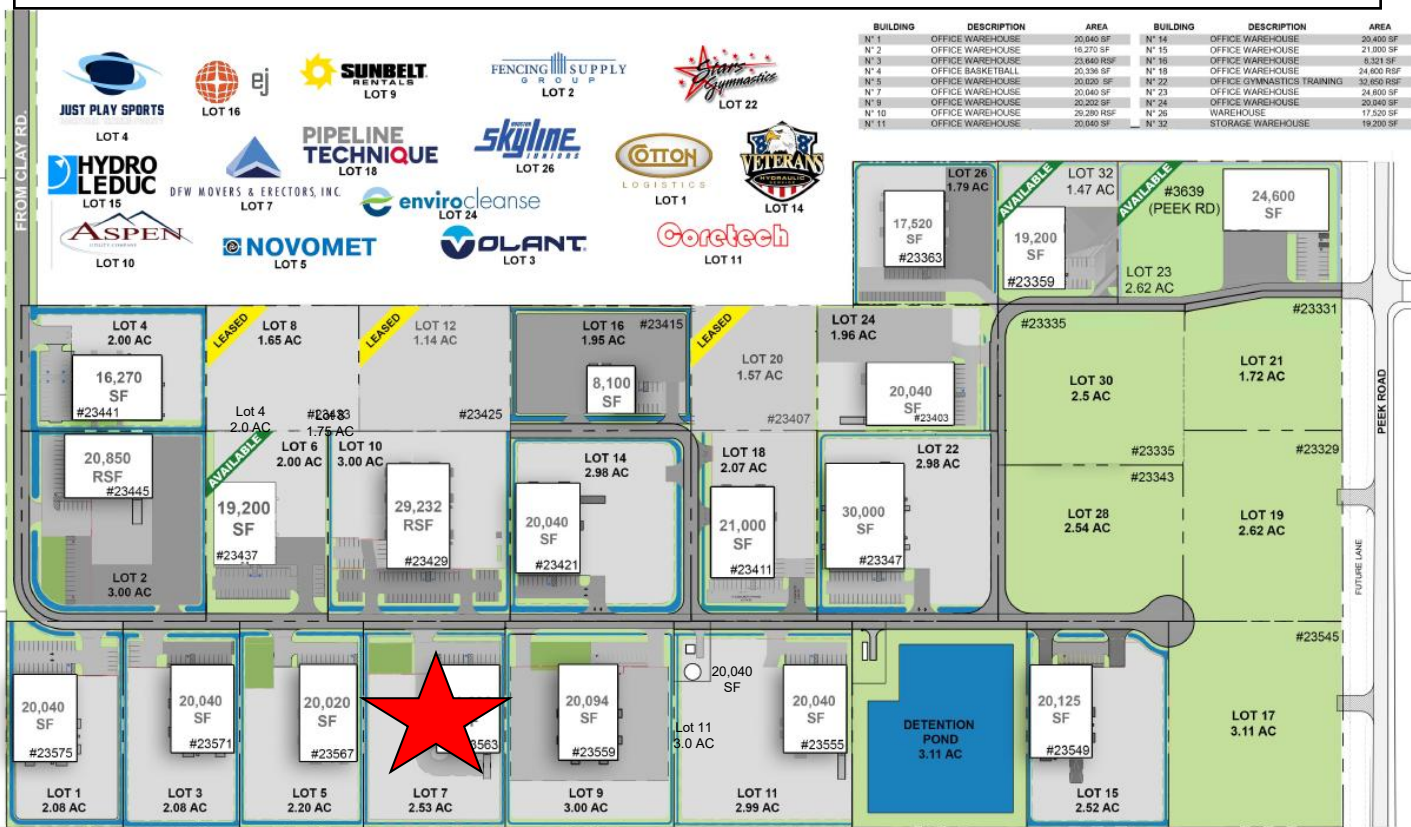 BUILDING DESCRIPTION AREA BUILDING DESCRIPTION AREA
N° 1 OFFICE WAREHOUSE 20,040 SF N° 14 OFFICE WAREHOUSE 20,400 SF
N° 2 OFFICE WAREHOUSE 16,270 SF N° 15 OFFICE WAREHOUSE 21,000 SF
N° 3 OFFICE WAREHOUSE 23,640 RSF N° 16 OFFICE WAREHOUSE 8,321 SF
N° 4 OFFICE BASKETBALL 20,336 SF N° 18 OFFICE WAREHOUSE 24,600 RSF
N° 5 OFFICE WAREHOUSE 20,020 SF N° 22 OFFICE GYMNASTICS TRAINING 32,650 RSF
N° 7 OFFICE WAREHOUSE 20,040 SF N° 23 OFFICE WAREHOUSE 24,600 SF
N° 9 OFFICE WAREHOUSE 20,202 SF N° 24 OFFICE WAREHOUSE 20,040 SF
N° 10 OFFICE WAREHOUSE 29,280 RSF N° 26 WAREHOUSE 17,520 SF
N° 11 OFFICE WAREHOUSE 20,040 SF N° 32 STORAGE WAREHOUSE 19,200 SF
FROM CLAY RD.
JUST PLAY SPORTS
LOT 4
ej
LOT 16
SUNBELT
RENTALS
LOT 9
FENCING SUPPLY
GROUP
LOT 2
Stars
Gymnastics
LOT 22
HYDRO
LEDUC
LOT 15
DFW MOVERS & ERECTORS, INC.
LOT 7
PIPELINE
TECHNIQUE
LOT 18
SKYLINE
JUNIORS
LOT 26
COTTON
LOGISTICS
LOT 1
VETERANS
HYDRAULIC
LOT 14
ASPEN
UTILITY COMPANY
LOT 10
NOVOMET
LOT 5
envirocleanse
LOT 24
VOLANT
LOT 3
Coretech
LOT 11
LOT 26
1.79 AC
17,520
SF
#23363
AVAILABLE
LOT 32
1.47 AC
19,200
SF
#23359
AVAILABLE
#3639
(PEEK RD)
24,600
SF
LOT 23
2.62 AC
LOT 4
2.00 AC
16,270
SF
#23441
LEASED
LOT 8
1.65 AC
Lot 4
2.0 AC
#23433
Lot 8
1.75 AC
LEASED
LOT 12
1.14 AC
#23425
LOT 16
1.95 AC
#23415
8,100
SF
LEASED
LOT 20
1.57 AC
#23407
LOT 24
1.96 AC
20,040
SF
#23403
#23335
LOT 30
2.5 AC
#23335
#23331
LOT 21
1.72 AC
#23329
20,850
RSF
#23445
LOT 2
3.00 AC
AVAILABLE
LOT 6
2.00 AC
19,200
SF
#23437
LOT 10
3.00 AC
29,232
RSF
#23429
LOT 14
2.98 AC
20,040
SF
#23421
LOT 18
2.07 AC
21,000
SF
#23411
LOT 22
2.98 AC
30,000
SF
#23347
#23343
LOT 28
2.54 AC
LOT 19
2.62 AC
PEEK ROAD
FUTURE LANE
20,040
SF
#23575
LOT 1
2.08 AC
20,040
SF
#23571
LOT 3
2.08 AC
20,020
SF
#23567
LOT 5
2.20 AC
3563
LOT 7
2.53 AC
20,094
SF
#23559
LOT 9
3.00 AC
20,040
SF
Lot 11
3.0 AC
20,040
SF
#23555
LOT 11
2.99 AC
DETENTION
POND
3.11 AC
20,125
SF
#23549
LOT 15
2.52 AC
#23545
LOT 17
3.11 AC